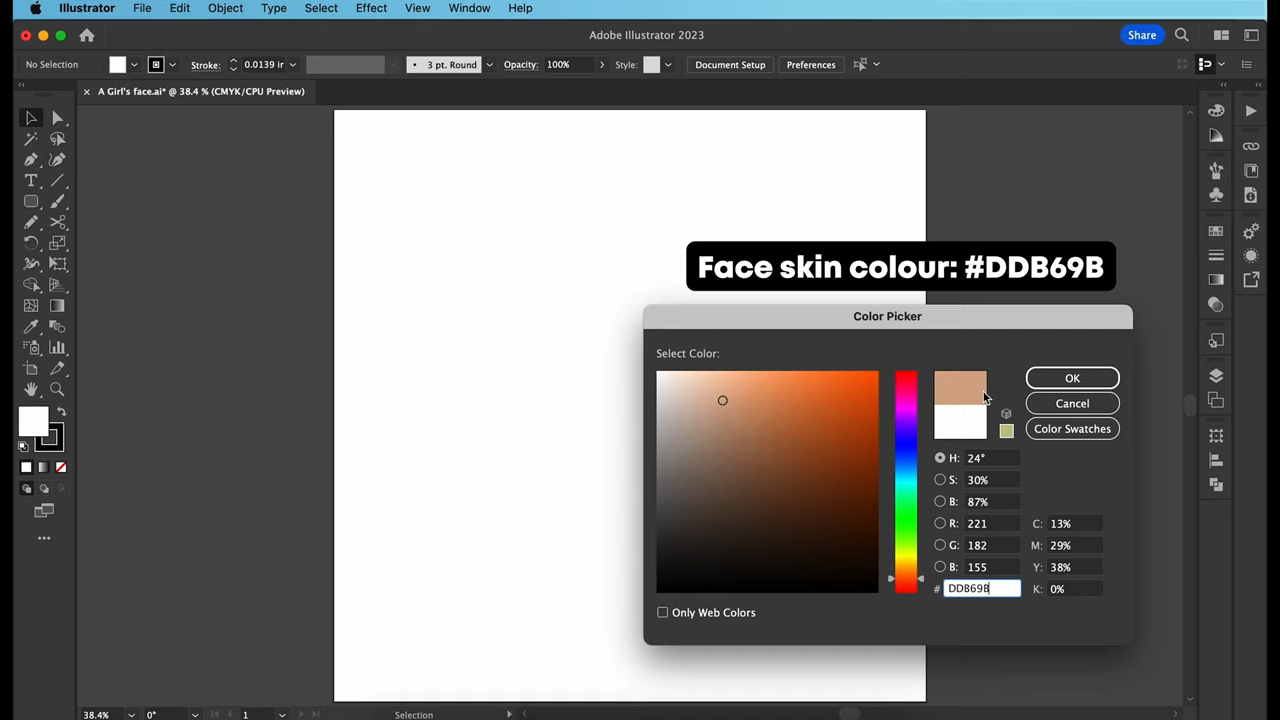 Illustrator File Edit Object Type Select Effect View Window Help
Adobe Illustrator 2023
Share
No Selection
Stroke:
0.0139 in
3 pt. Round
Opacity:
100%
Style:
Document Setup
Preferences
× A Girl's face.ai* @ 38.4 % (CMYK/CPU Preview)
Face skin colour: #DDB69B
Color Picker
Select Color:
OK
Cancel
Color Swatches
H: 24°
S: 30%
B: 87%
R: 221
C: 13%
G: 182
M: 29%
B: 155
Y: 38%
# DDB69B
K: 0%
Only Web Colors
38.4%
0°
1
Selection